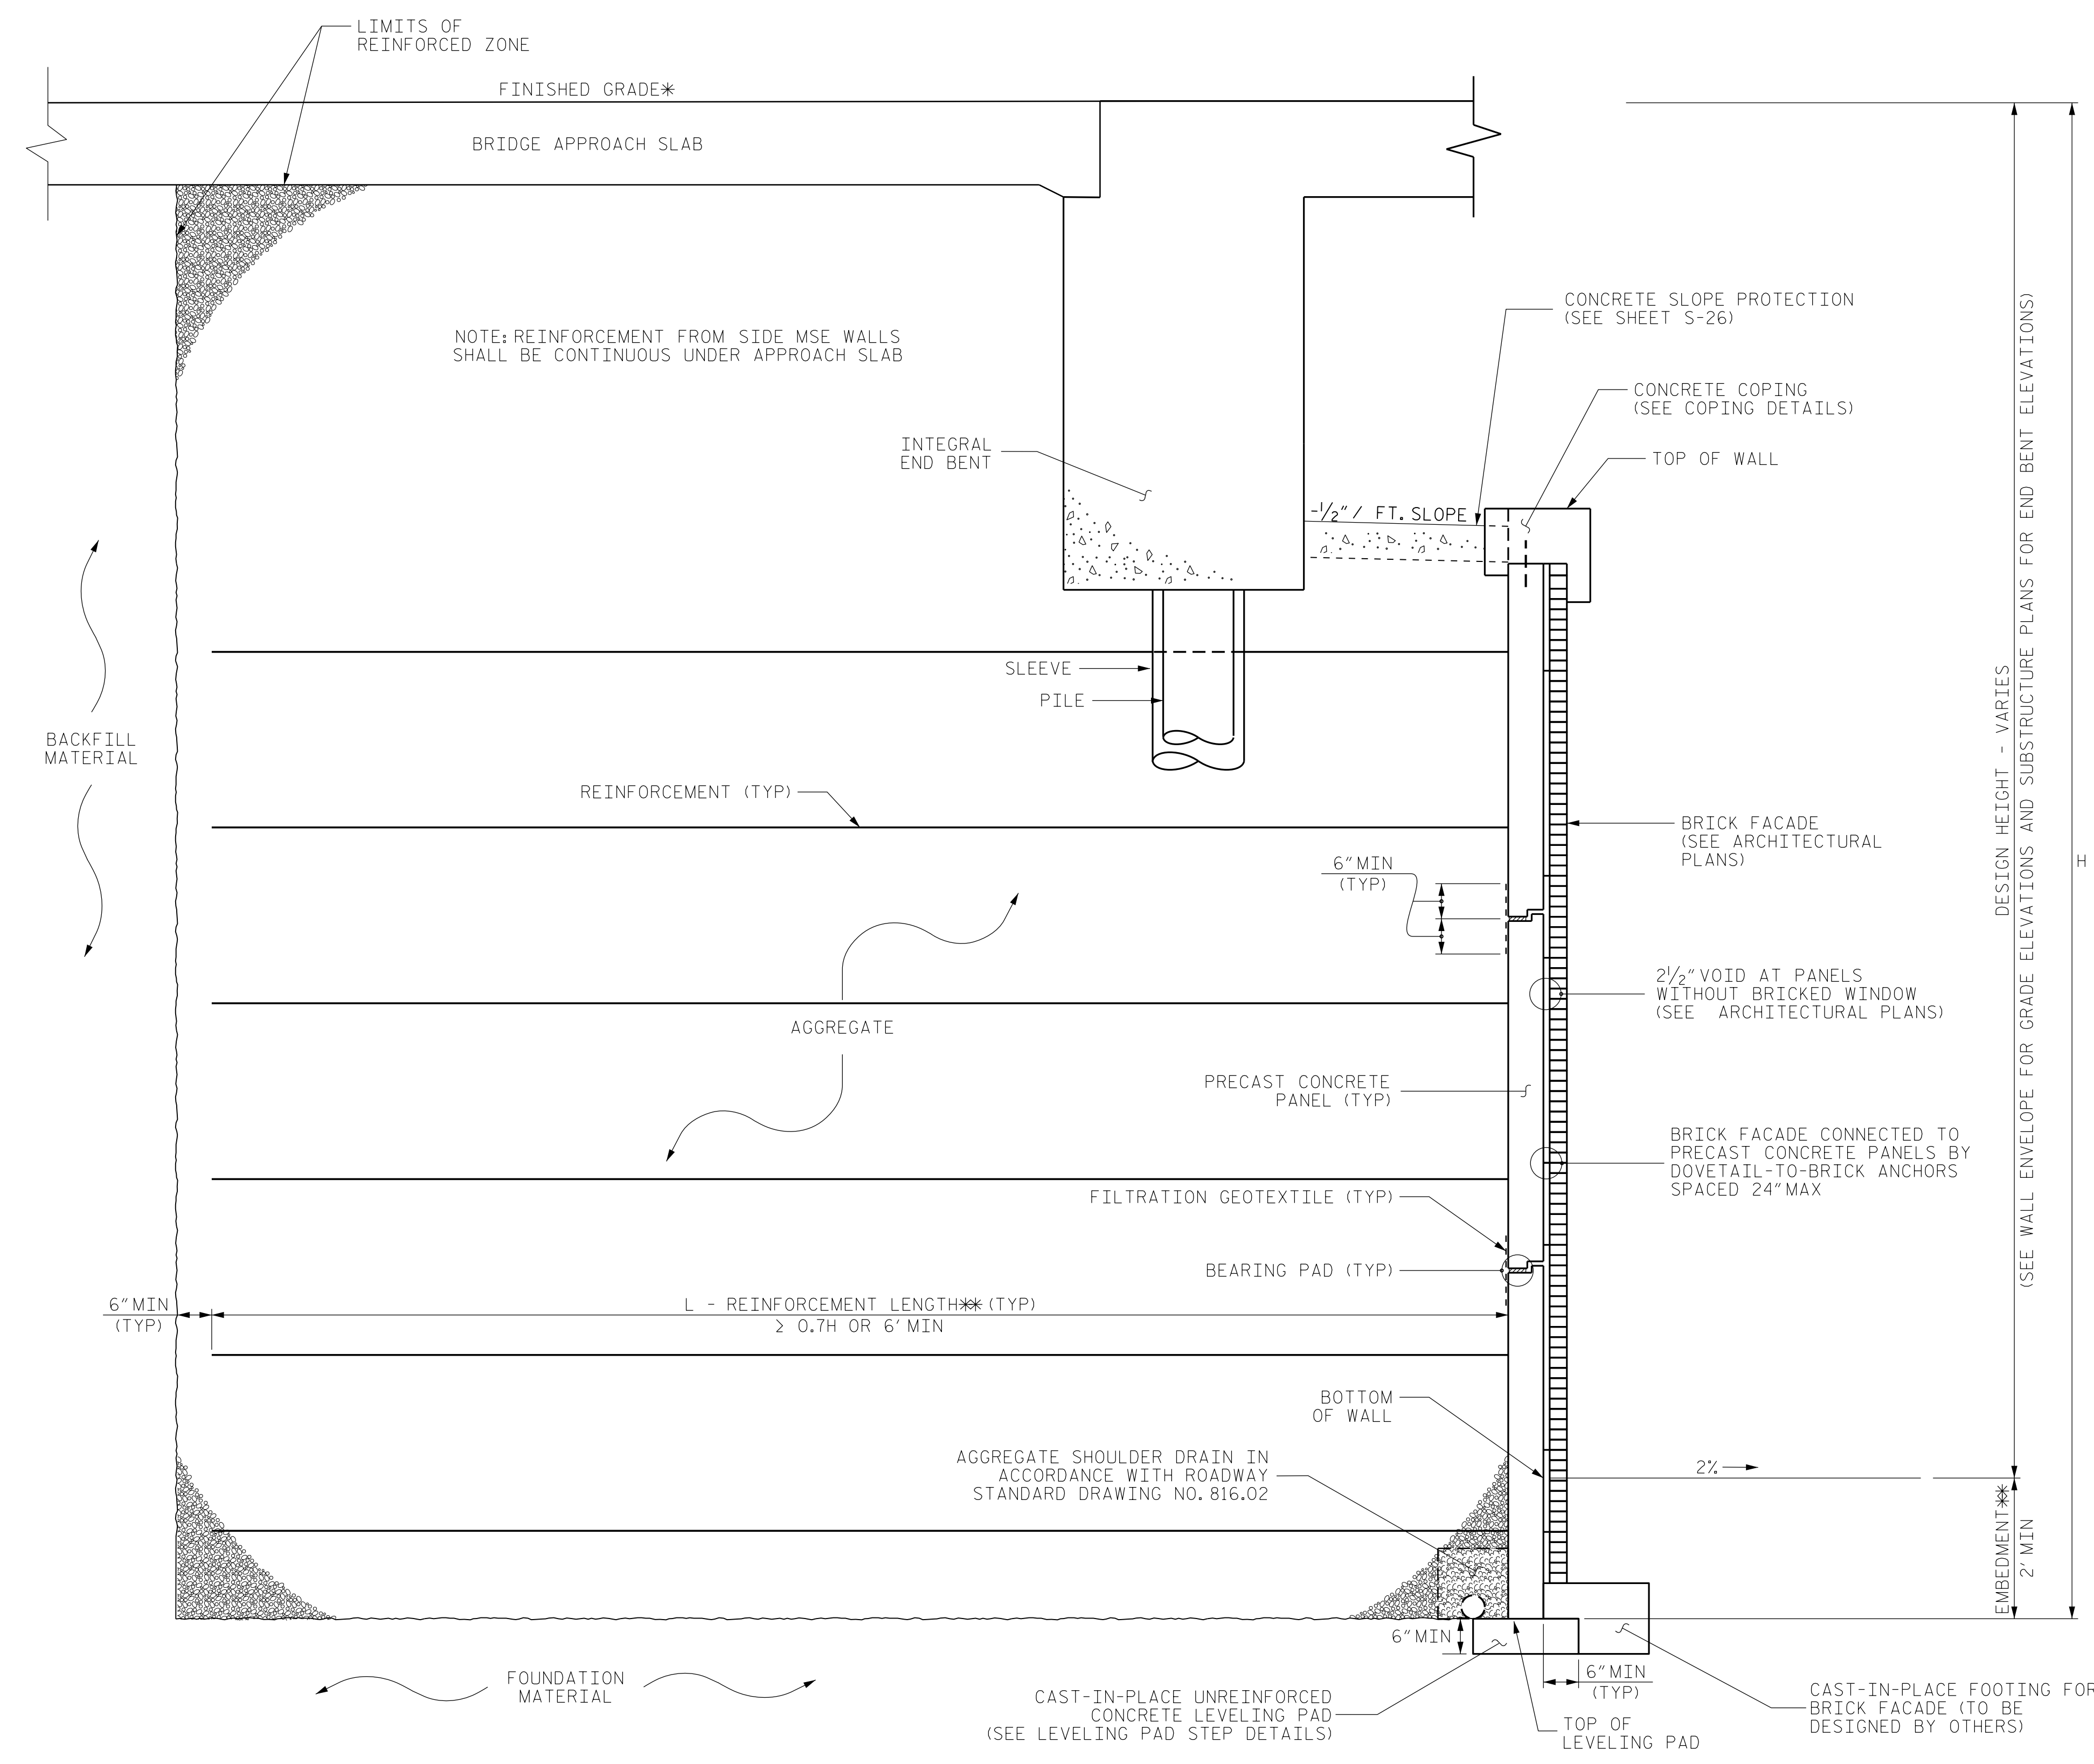 LIMITS OF
REINFORCED ZONE
FINISHED GRADE*
BRIDGE APPROACH SLAB
NOTE: REINFORCEMENT FROM SIDE MSE WALLS
SHALL BE CONTINUOUS UNDER APPROACH SLAB
CONCRETE SLOPE PROTECTION
(SEE SHEET S-26)
CONCRETE COPING
(SEE COPING DETAILS)
TOP OF WALL
INTEGRAL
END BENT
-1/2"/ FT. SLOPE
SLEEVE
PILE
BACKFILL
MATERIAL
REINFORCEMENT (TYP)
BRICK FACADE
(SEE ARCHITECTURAL
PLANS)
6" MIN
(TYP)
2 1/2" VOID AT PANELS
WITHOUT BRICKED WINDOW
(SEE ARCHITECTURAL PLANS)
AGGREGATE
PRECAST CONCRETE
PANEL (TYP)
BRICK FACADE CONNECTED TO
PRECAST CONCRETE PANELS BY
DOVETAIL-TO-BRICK ANCHORS
SPACED 24" MAX
FILTRATION GEOTEXTILE (TYP)
BEARING PAD (TYP)
6" MIN
(TYP)
L - REINFORCEMENT LENGTH** (TYP)
≥ 0.7H OR 6' MIN
BOTTOM
OF WALL
AGGREGATE SHOULDER DRAIN IN
ACCORDANCE WITH ROADWAY
STANDARD DRAWING NO. 816.02
2%
DESIGN HEIGHT - VARIES
(SEE WALL ENVELOPE FOR GRADE ELEVATIONS AND SUBSTRUCTURE PLANS FOR END BENT ELEVATIONS)
H
EMBEDMENT**
2' MIN
6" MIN
6" MIN
(TYP)
FOUNDATION
MATERIAL
CAST-IN-PLACE UNREINFORCED
CONCRETE LEVELING PAD
(SEE LEVELING PAD STEP DETAILS)
TOP OF
LEVELING PAD
CAST-IN-PLACE FOOTING FOR
BRICK FACADE (TO BE
DESIGNED BY OTHERS)